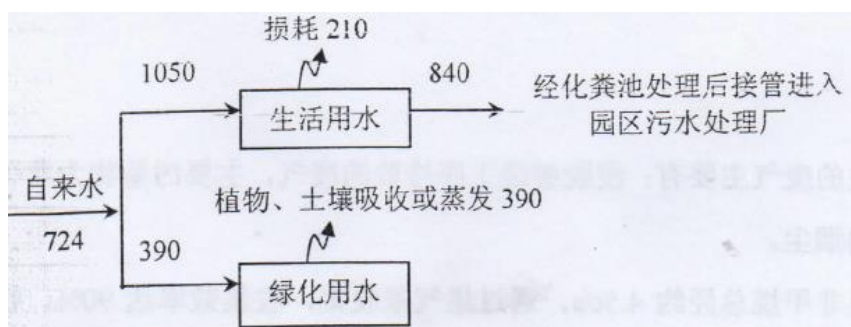 损耗 210
1050
840
生活用水
经化粪池处理后接管进入
园区污水处理厂
自来水
724
植物、土壤吸收或蒸发 390
390
绿化用水